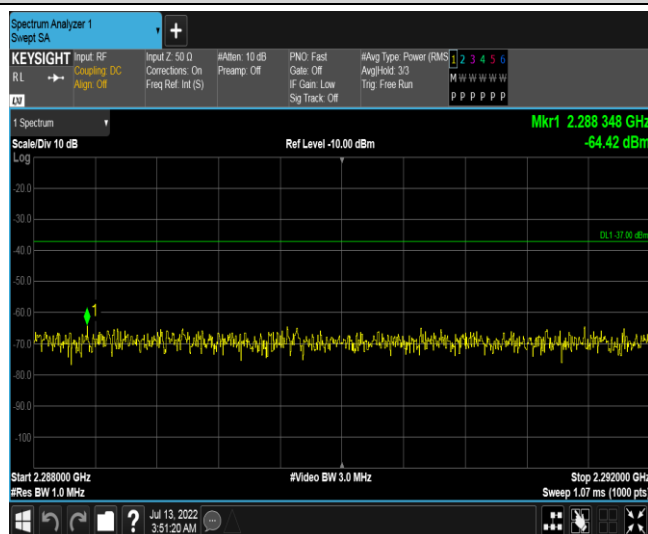 Spectrum Analyzer 1
Swept SA
+
KEYSIGHT
RL
LXI
Input: RF
Coupling: DC
Align: Off
Input Z: 50 Ω
Corrections: On
Freq Ref: Int (S)
#Atten: 10 dB
Preamp: Off
PNO: Fast
Gate: Off
IF Gain: Low
Sig Track: Off
#Avg Type: Power (RMS
Avg|Hold: 3/3
Trig: Free Run
1 2 3 4 5 6
M W W W W W
P P P P P P
1 Spectrum
Mkr1 2.288 348 GHz
Scale/Div 10 dB
Ref Level -10.00 dBm
-64.42 dBm
Log
-20.0
-30.0
DL1 -37.00 dBm
-40.0
-50.0
-60.0
1
-70.0
-80.0
-90.0
-100
Start 2.288000 GHz
#Video BW 3.0 MHz
Stop 2.292000 GHz
#Res BW 1.0 MHz
Sweep 1.07 ms (1000 pts)
?
Jul 13, 2022
3:51:20 AM